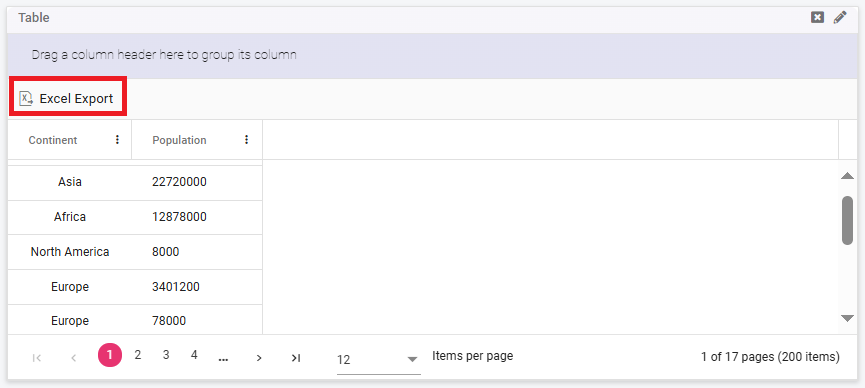 Table
Drag a column header here to group its column
Excel Export
Continent Population
Asia 22720000
Africa 12878000
North America 8000
Europe 3401200
Europe 78000
1 2 3 4 ... 12 Items per page 1 of 17 pages (200 items)